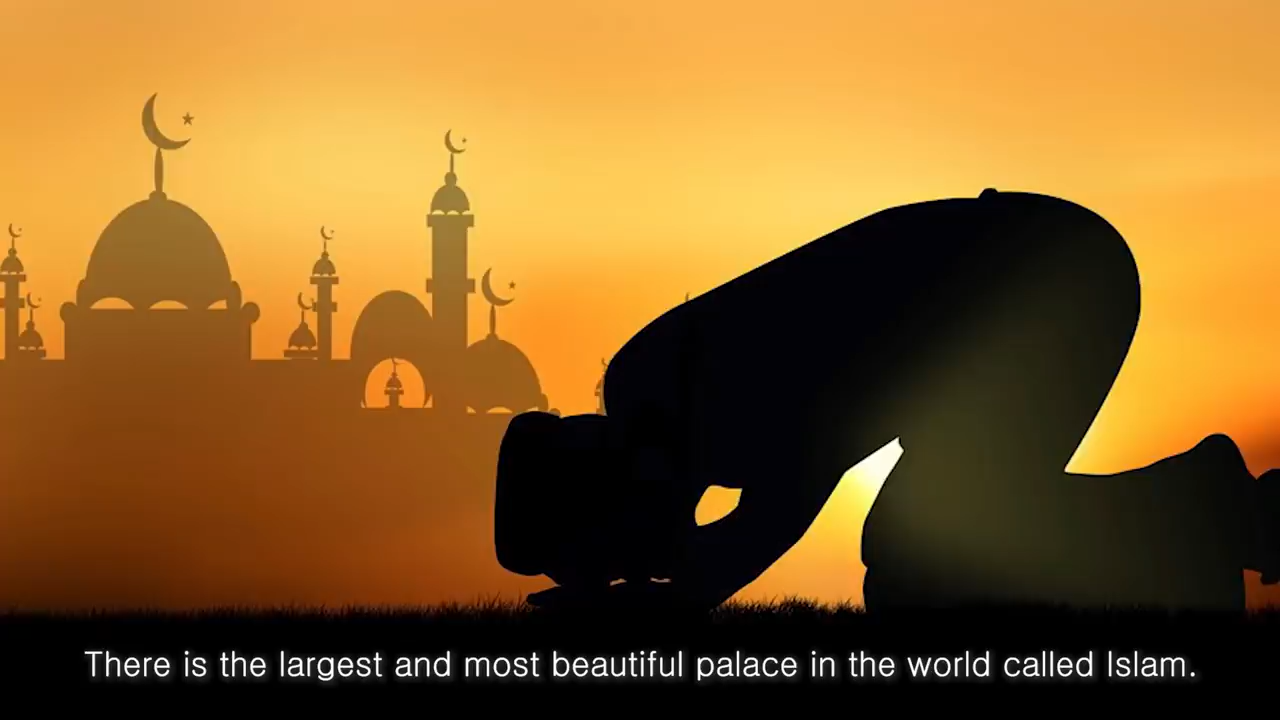 There is the largest and most beautiful palace in the world called Islam.